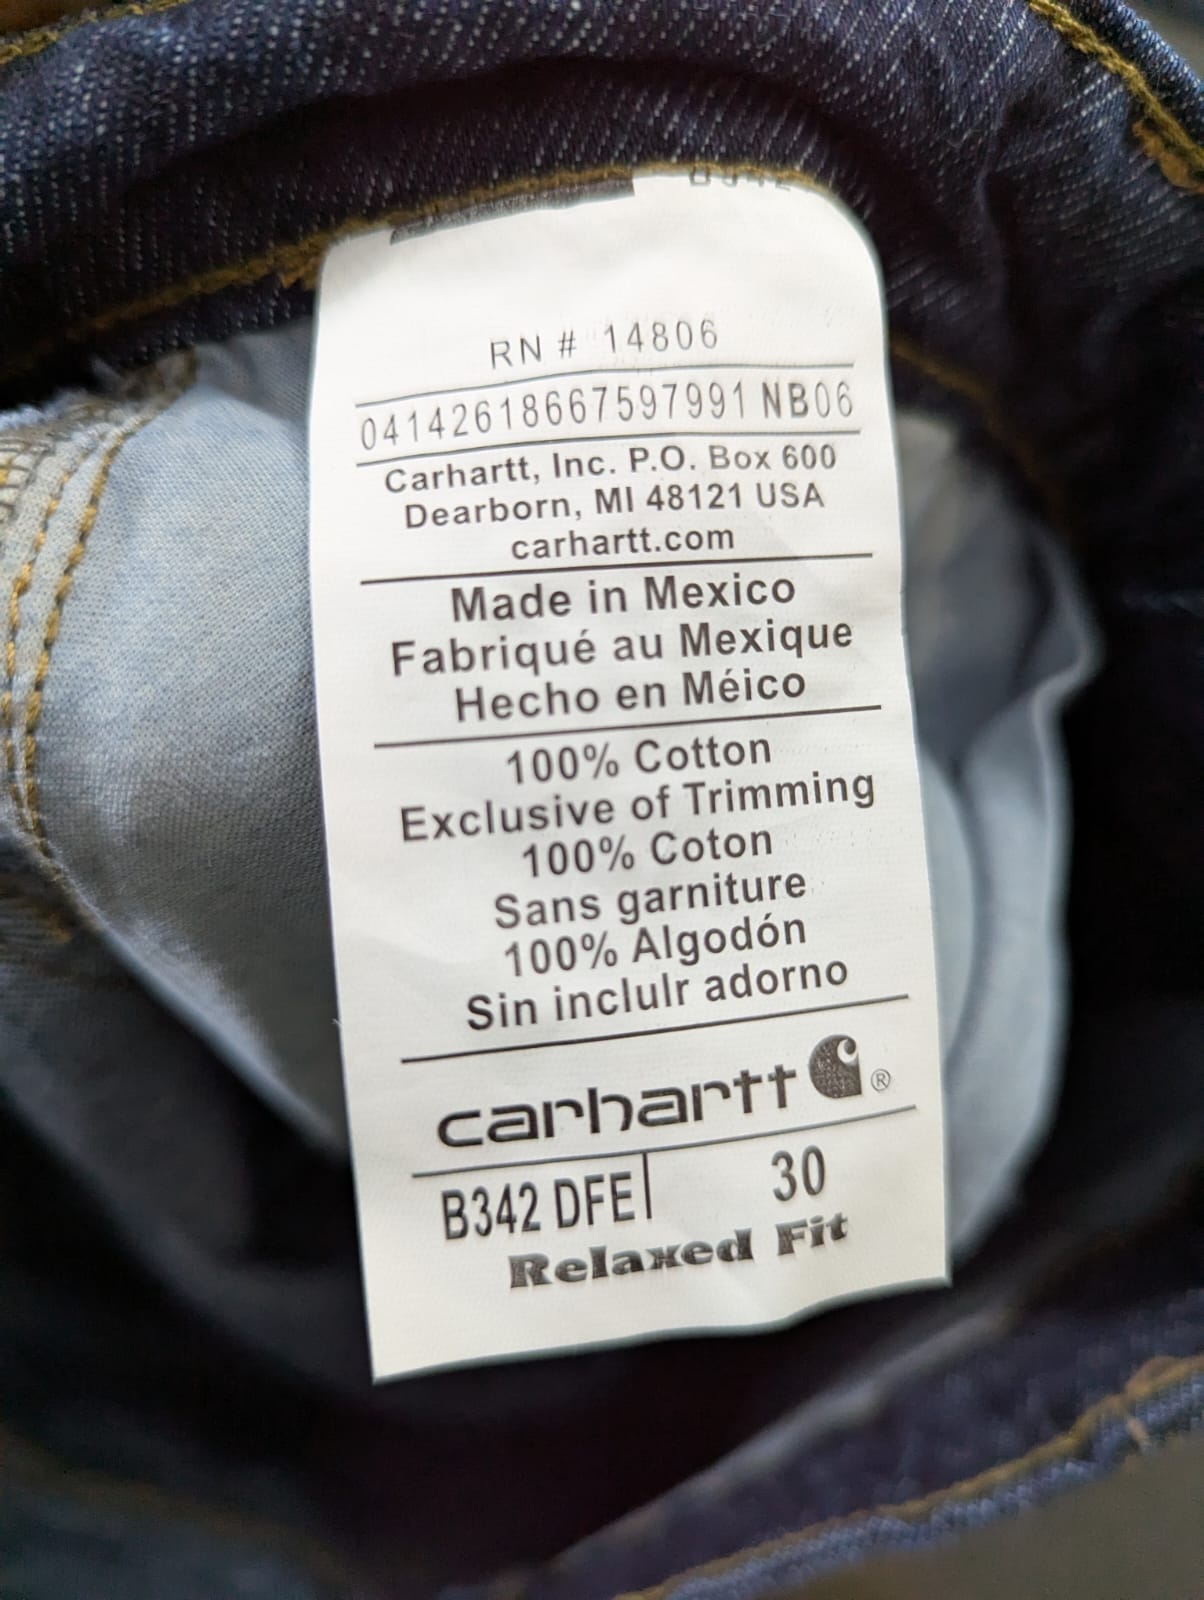 RN # 14806
04142618667597991 NB06
Carhartt, Inc. P.O. Box 600
Dearborn, MI 48121 USA
carhartt.com
Made in Mexico
Fabriqué au Mexique
Hecho en Méico
100% Cotton
Exclusive of Trimming
100% Coton
Sans garniture
100% Algodón
Sin inclulr adorno
carhartt ®
B342 DFE 30
Relaxed Fit